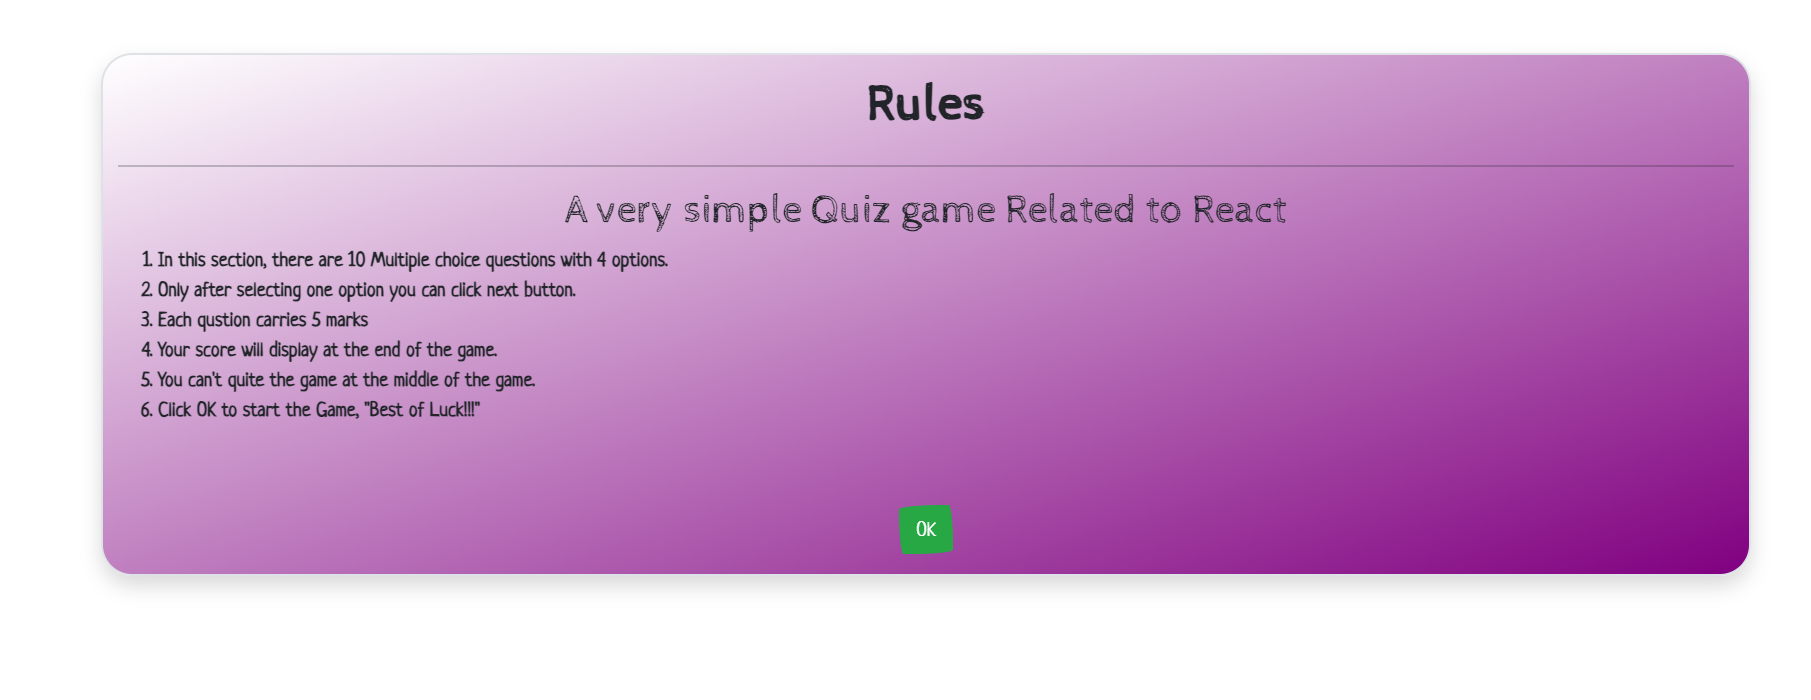 Rules
A very simple Quiz game Related to React
1. In this section, there are 10 Multiple choice questions with 4 options.
2. Only after selecting one option you can click next button.
3. Each qustion carries 5 marks
4. Your score will display at the end of the game.
5. You can't quite the game at the middle of the game.
6. Click OK to start the Game, "Best of Luck!!!"
OK